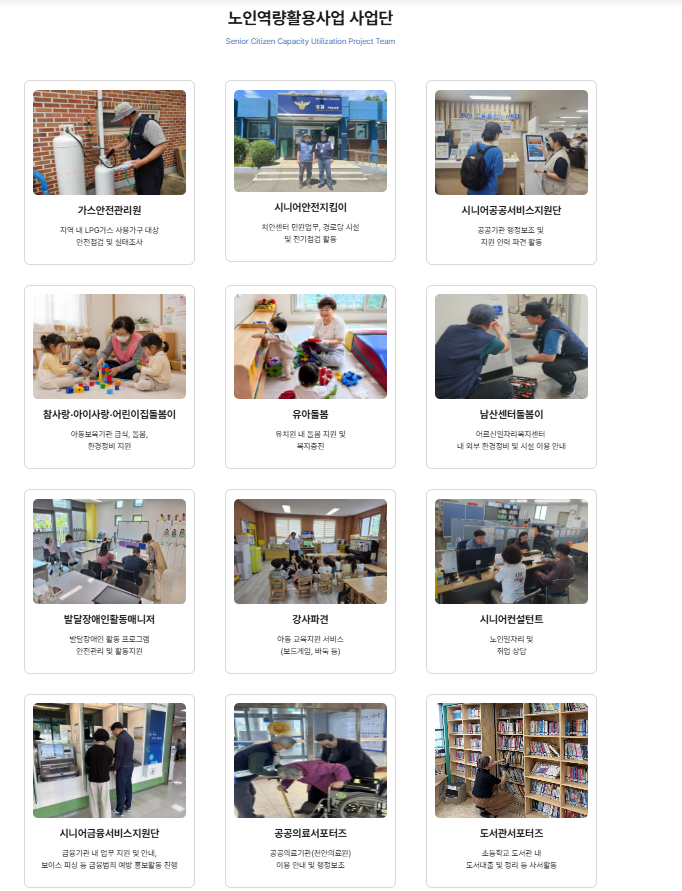 노인역량활용사업 사업단
Senior Citizen Capacity Utilization Project Team
가스안전관리원
지역 내 LPG가스 사용가구 대상
안전점검 및 실태조사
시니어안전지킴이
치안센터 민원업무, 경로당 시설
및 전기점검 활동
시니어공공서비스지원단
공공기관 행정보조 및
지원 인력 파견 활동
참사랑·아이사랑·어린이집돌봄이
아동보육기관 급식, 돌봄,
환경정비 지원
유아돌봄
유치원 내 돌봄 지원 및
복지증진
남산센터돌봄이
어르신일자리복지센터
내 외부 환경정비 및 시설 이용 안내
발달장애인활동매니저
발달장애인 활동 프로그램
안전관리 및 활동지원
강사파견
아동 교육지원 서비스
(보드게임, 바둑 등)
시니어컨설턴트
노인일자리 및
취업 상담
시니어금융서비스지원단
금융기관 내 업무 지원 및 안내,
보이스 피싱 등 금융범죄 예방 홍보활동 진행
공공의료서포터즈
공공의료기관(천안의료원)
이용 안내 및 행정보조
도서관서포터즈
초등학교 도서관 내
도서대출 및 정리 등 사서활동